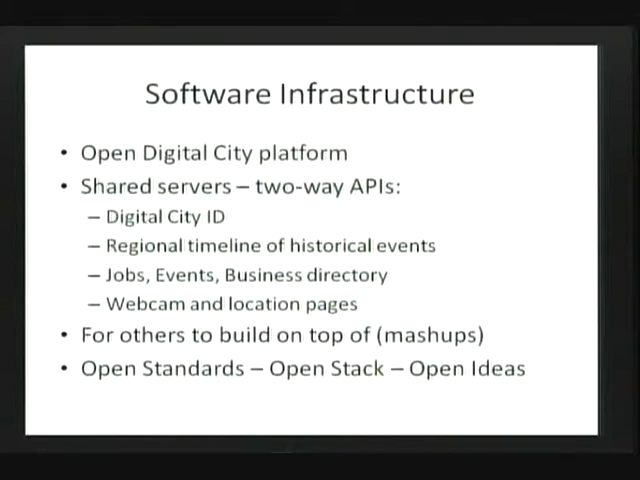 Software Infrastructure
• Open Digital City platform
• Shared servers – two-way APIs:
– Digital City ID
– Regional timeline of historical events
– Jobs, Events, Business directory
– Webcam and location pages
• For others to build on top of (mashups)
• Open Standards – Open Stack – Open Ideas